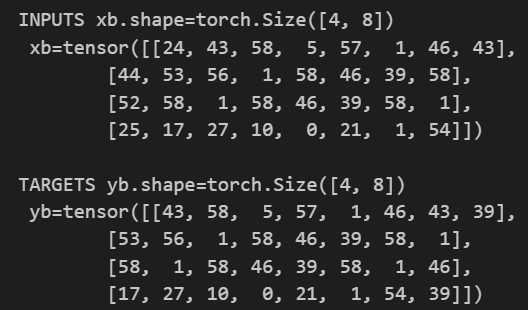 INPUTS xb.shape=torch.Size([4, 8])
xb=tensor([[24, 43, 58,  5, 57,  1, 46, 43],
[44, 53, 56,  1, 58, 46, 39, 58],
[52, 58,  1, 58, 46, 39, 58,  1],
[25, 17, 27, 10,  0, 21,  1, 54]])
TARGETS yb.shape=torch.Size([4, 8])
yb=tensor([[43, 58,  5, 57,  1, 46, 43, 39],
[53, 56,  1, 58, 46, 39, 58,  1],
[58,  1, 58, 46, 39, 58,  1, 46],
[17, 27, 10,  0, 21,  1, 54, 39]])